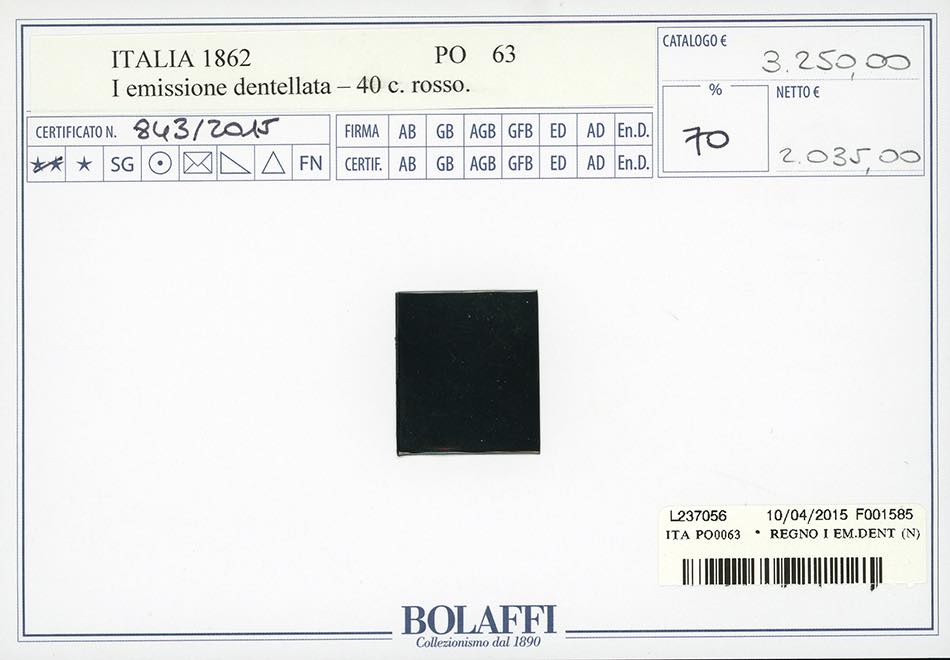 ITALIA 1862 PO 63
I emissione dentellata – 40 c. rosso.
CATALOGO € 3.250,00
% 70
NETTO € 2.035,00
CERTIFICATO N. 843/2015
★★ ★ SG FN
FIRMA AB GB AGB GFB ED AD En.D.
CERTIF. AB GB AGB GFB ED AD En.D.
L237056 10/04/2015 F001585
ITA PO0063 * REGNO I EM.DENT (N)
BOLAFFI
Collezionismo dal 1890